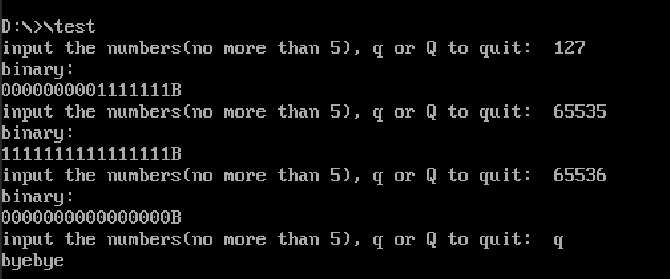 D:\>\test
input the numbers(no more than 5), q or Q to quit:  127
binary:
0000000001111111B
input the numbers(no more than 5), q or Q to quit:  65535
binary:
1111111111111111B
input the numbers(no more than 5), q or Q to quit:  65536
binary:
0000000000000000B
input the numbers(no more than 5), q or Q to quit:  q
byebye